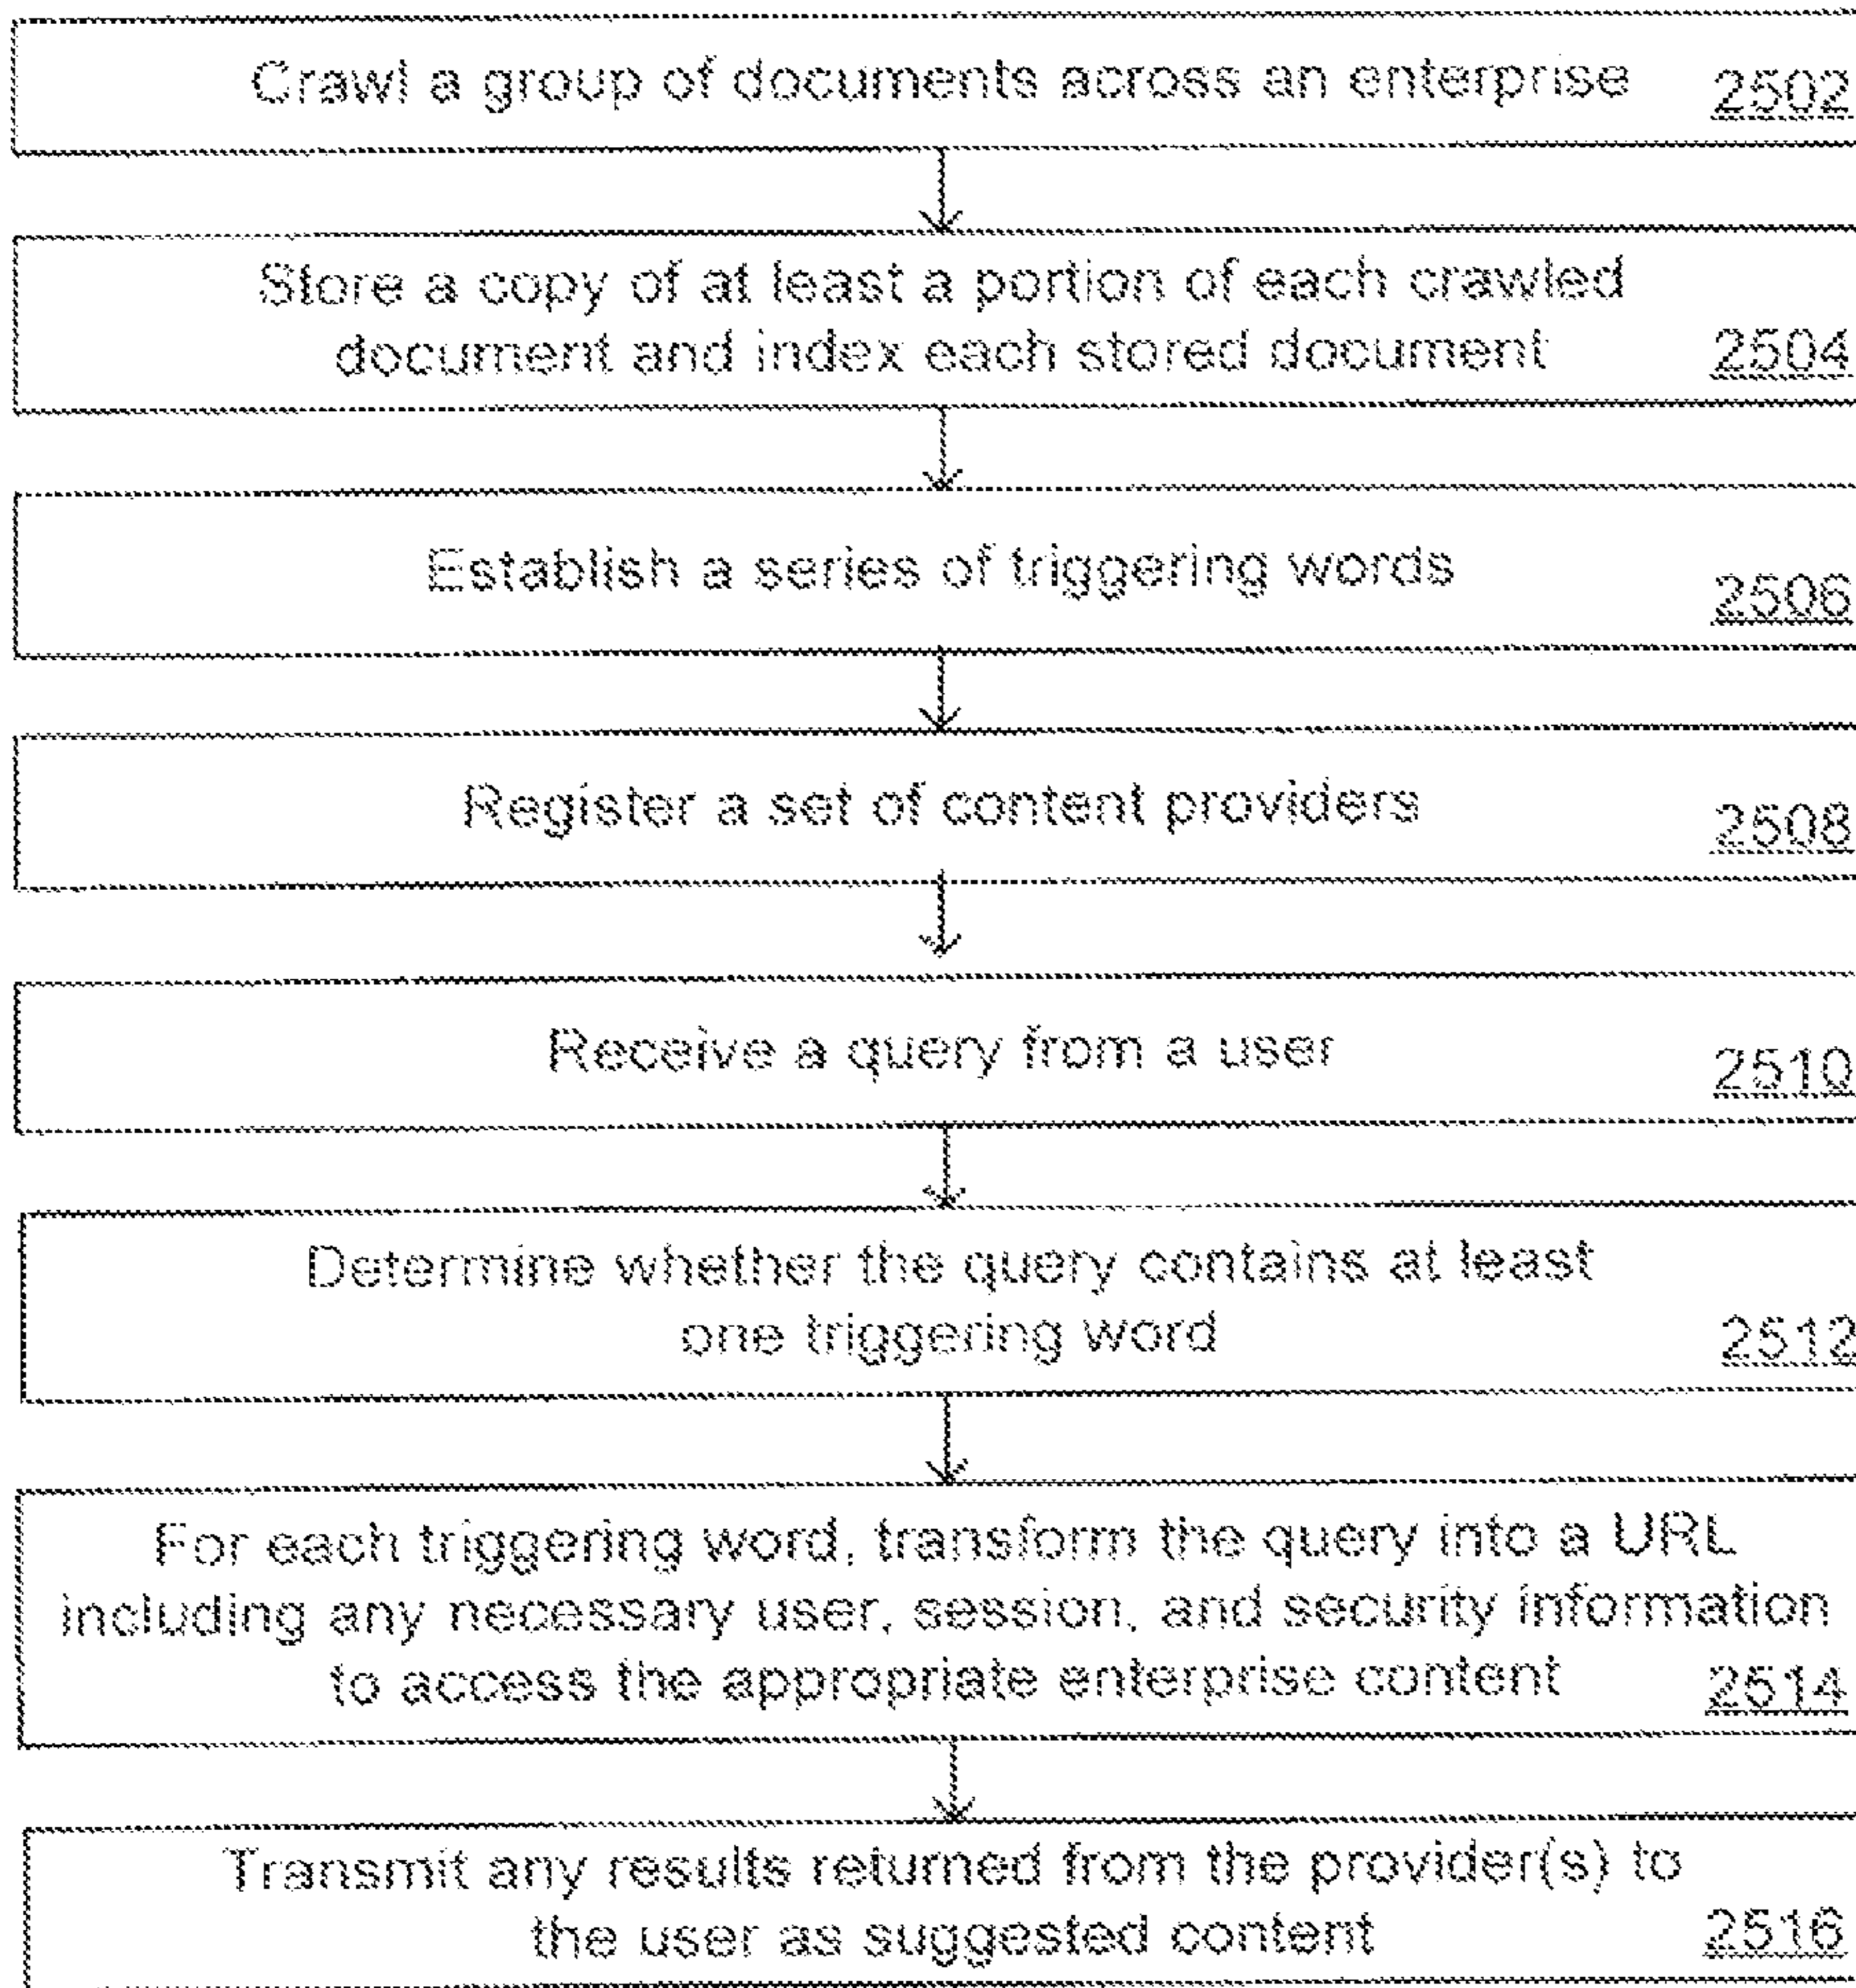 Crawl a group of documents across an enterprise 2502
Store a copy of at least a portion of each crawled
document and index each stored document 2504
Establish a series of triggering words 2506
Register a set of content providers 2508
Receive a query from a user 2510
Determine whether the query contains at least
one triggering word 2512
For each triggering word, transform the query into a URL
including any necessary user, session, and security information
to access the appropriate enterprise content 2514
Transmit any results returned from the provider(s) to
the user as suggested content 2516